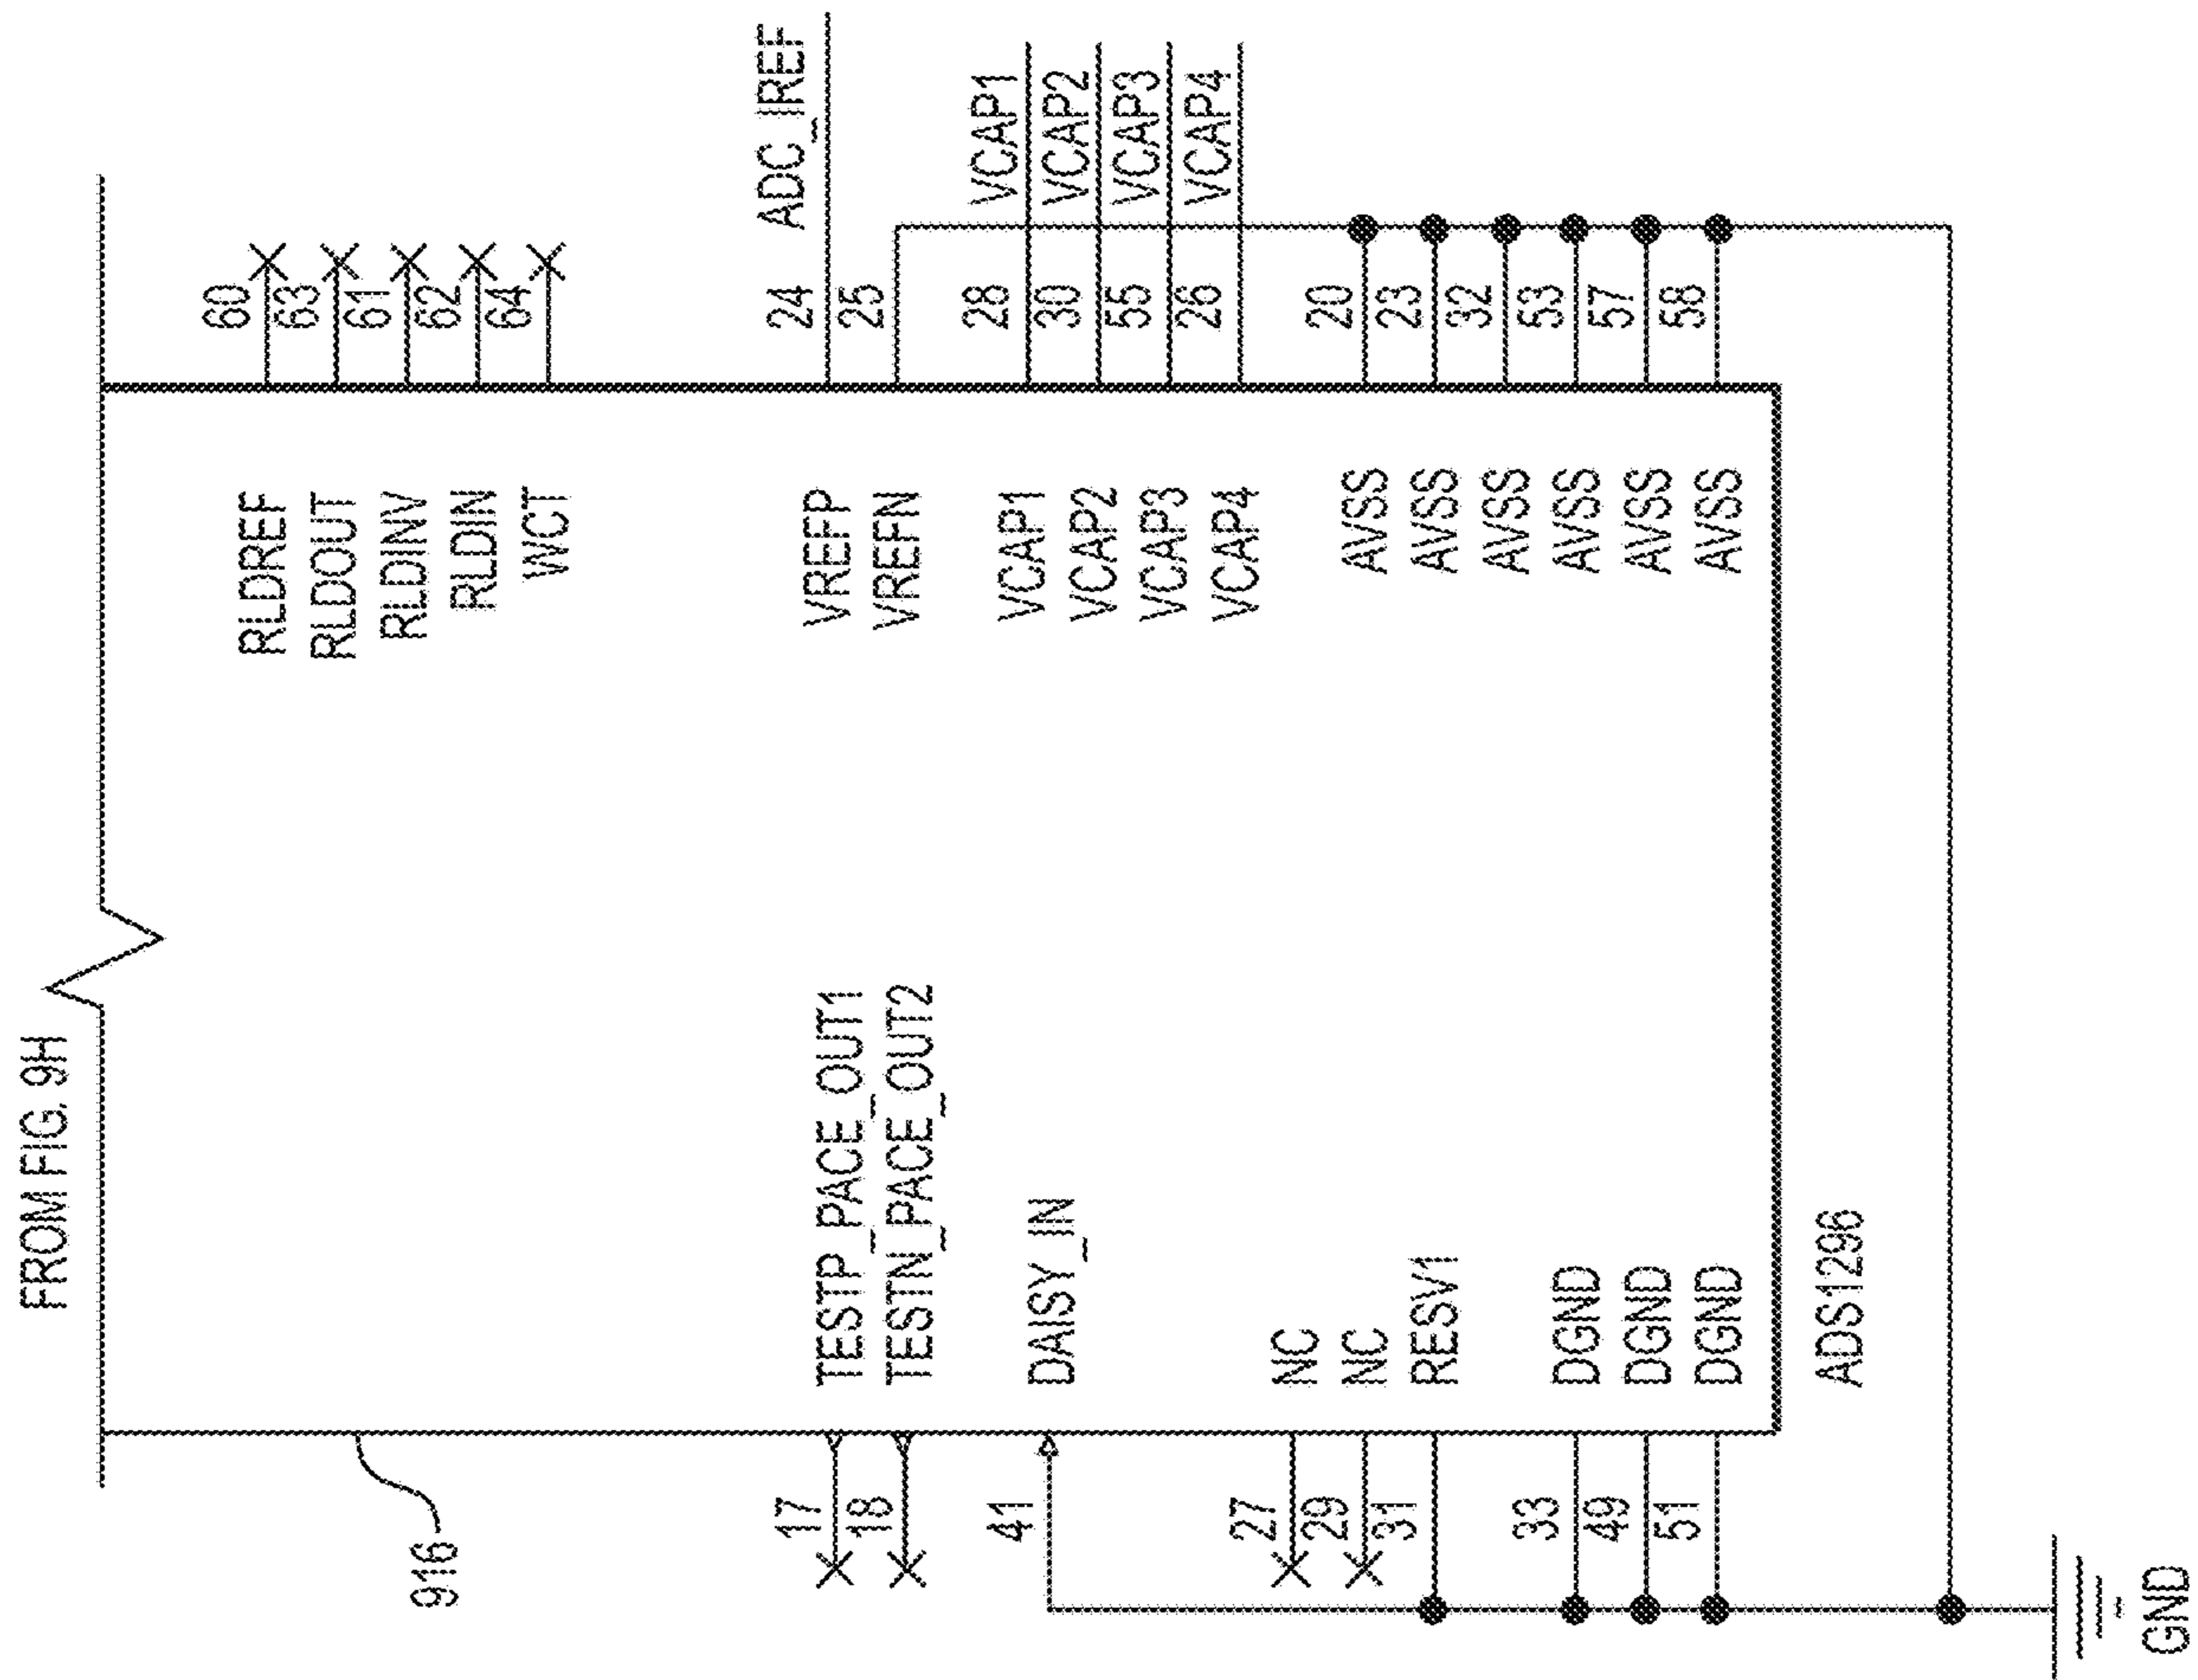 FROM FIG. 9H
RLDREF 60
RLDOUT 63
RLDINV 61
916
RLDIN 62
WCT 64
ADC_IREF
17 TESTP_PACE_OUT1 VREFP 24
18 TESTN_PACE_OUT2 VREFN 25
41 DAISY_IN VCAP1 28 VCAP1
VCAP2 30 VCAP2
VCAP3 55 VCAP3
VCAP4 26 VCAP4
27 NC
29 NC AVSS 20
31 RESV1 AVSS 23
AVSS 32
33 DGND AVSS 53
49 DGND AVSS 57
51 DGND AVSS 58
ADS1296
GND